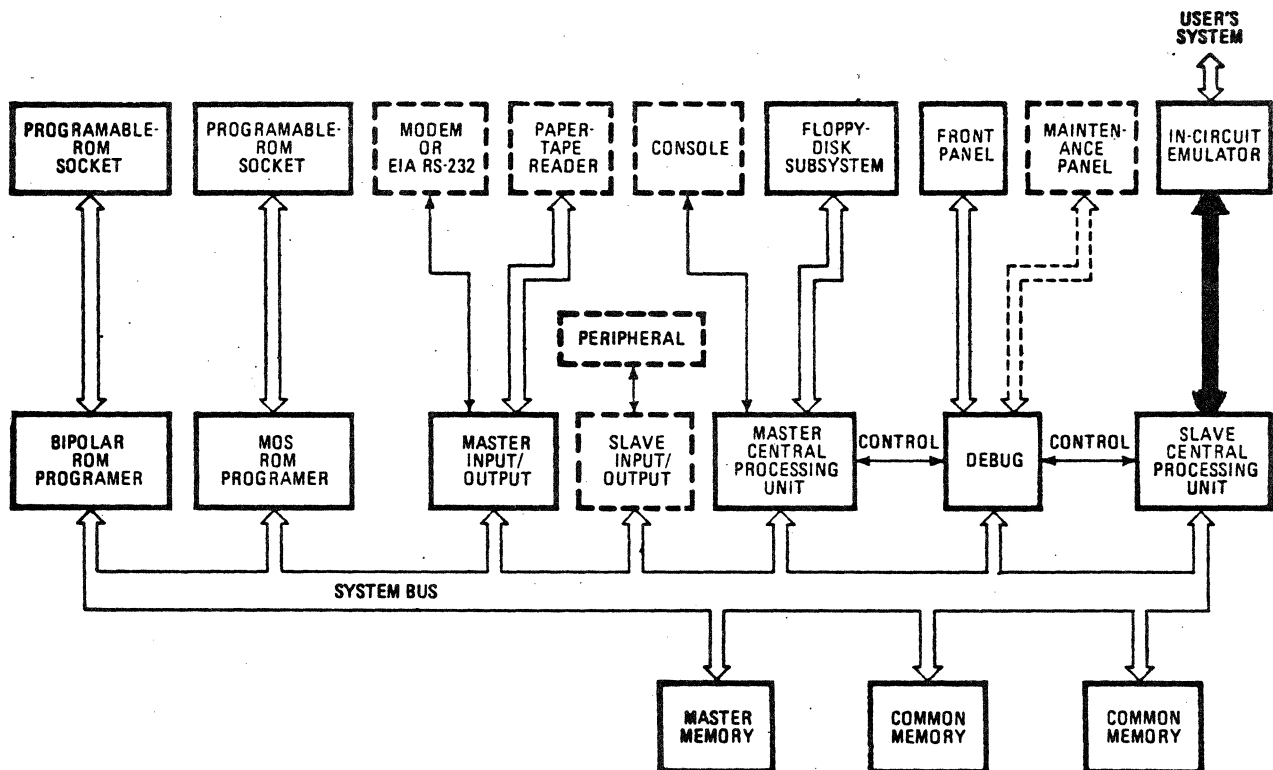 USER'S
SYSTEM
PROGRAMABLE-
ROM
SOCKET
PROGRAMABLE-
ROM
SOCKET
MODEM
OR
EIA RS-232
PAPER-
TAPE
READER
CONSOLE
FLOPPY-
DISK
SUBSYSTEM
FRONT
PANEL
MAINTEN-
ANCE
PANEL
IN-CIRCUIT
EMULATOR
PERIPHERAL
BIPOLAR
ROM
PROGRAMER
MOS
ROM
PROGRAMER
MASTER
INPUT/
OUTPUT
SLAVE
INPUT/
OUTPUT
MASTER
CENTRAL
PROCESSING
UNIT
CONTROL
DEBUG
CONTROL
SLAVE
CENTRAL
PROCESSING
UNIT
SYSTEM BUS
MASTER
MEMORY
COMMON
MEMORY
COMMON
MEMORY